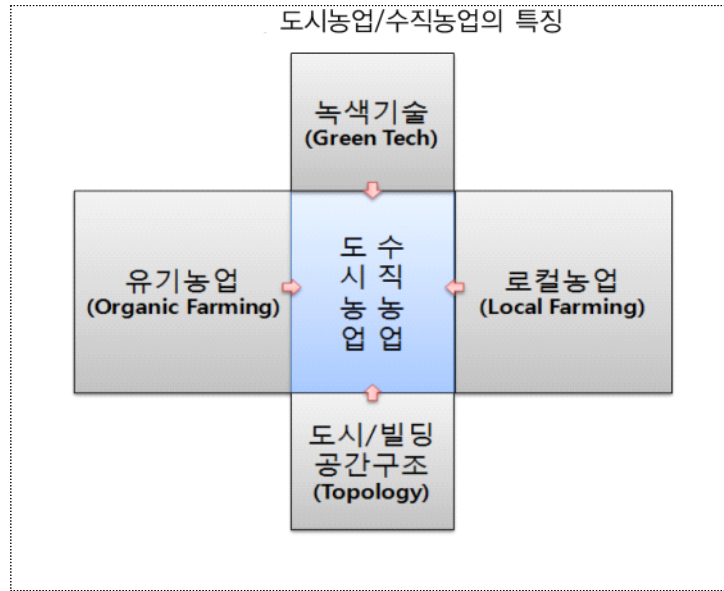 도시농업/수직농업의 특징
녹색기술
(Green Tech)
유기농업
(Organic Farming)
도시농업
수직농업
로컬농업
(Local Farming)
도시/빌딩
공간구조
(Topology)